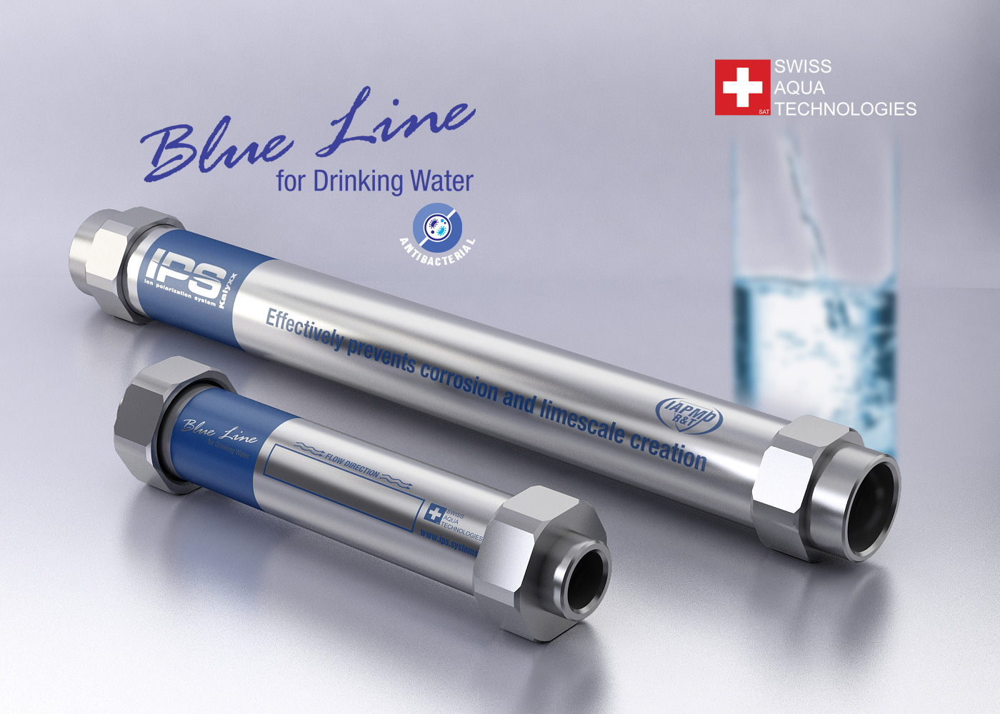 SWISS
AQUA
TECHNOLOGIES
SAT
Blue Line
for Drinking Water
ANTIBACTERIAL
IPS
ion polarization system
Kalyxx
Effectively prevents corrosion and limescale creation
IAPMO
R&T
Blue Line
for Drinking Water
FLOW DIRECTION
SWISS
AQUA
TECHNOLOGIES
www.ips.systems